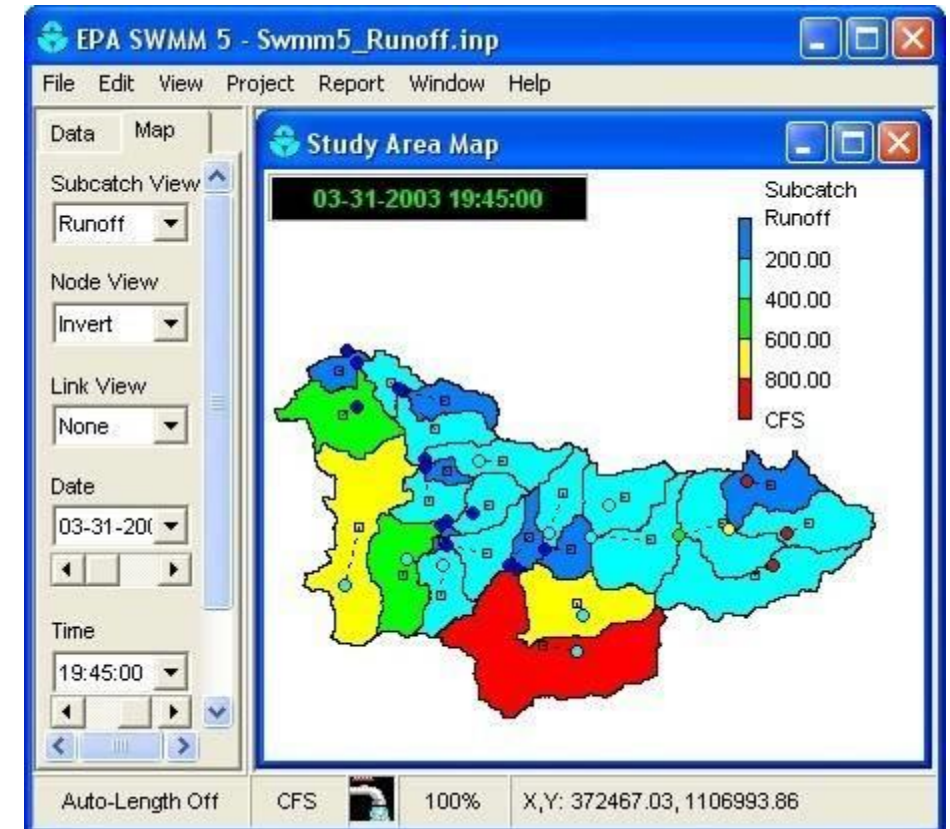 EPA SWMM 5 - Swmm5_Runoff.inp
File Edit View Project Report Window Help
Data Map
Subcatch View
Runoff
Node View
Invert
Link View
None
Date
03-31-20(
Time
19:45:00
Study Area Map
03-31-2003 19:45:00
Subcatch
Runoff
200.00
400.00
600.00
800.00
CFS
Auto-Length Off CFS 100% X,Y: 372467.03, 1106993.86